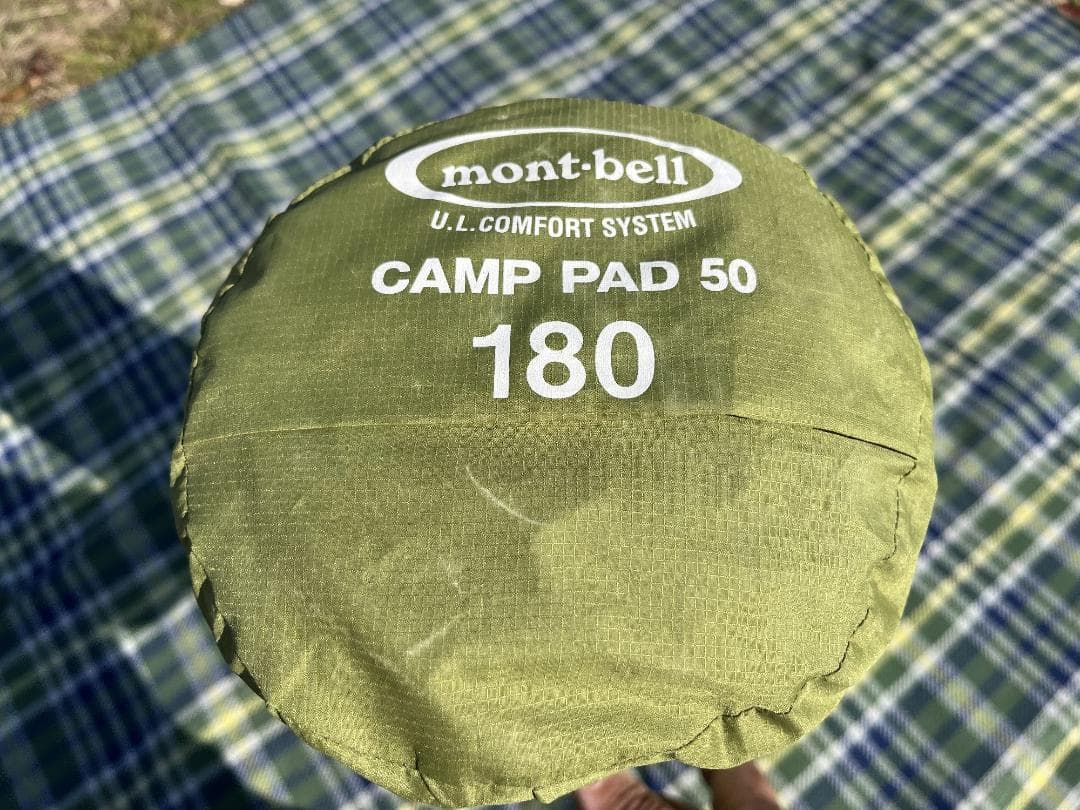 mont-bell
U.L.COMFORT SYSTEM
CAMP PAD 50
180